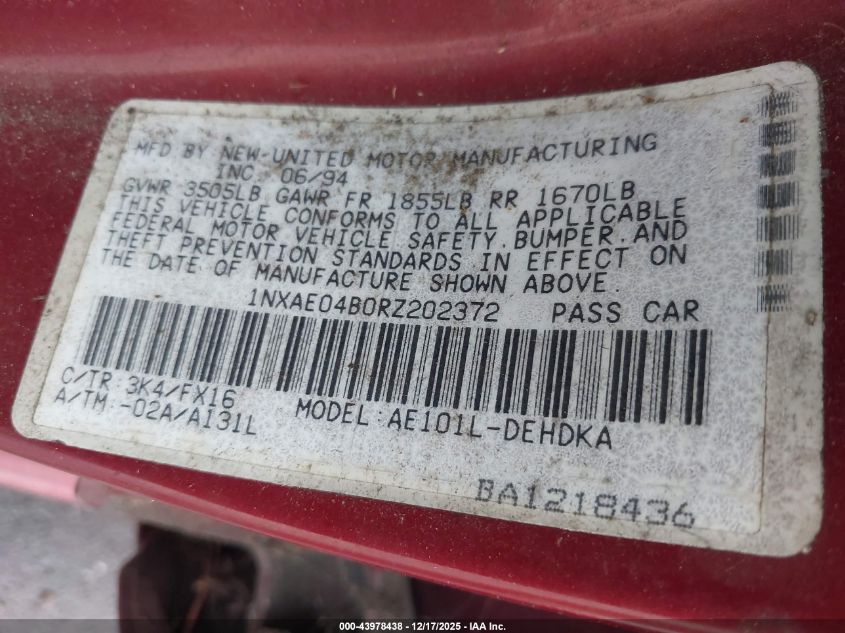 MFD BY NEW-UNITED MOTOR MANUFACTURING
INC 06/94
GVWR 3505LB GAWR FR 1855LB RR 1670LB
THIS VEHICLE CONFORMS TO ALL APPLICABLE
FEDERAL MOTOR VEHICLE SAFETY, BUMPER, AND
THEFT PREVENTION STANDARDS IN EFFECT ON
THE DATE OF MANUFACTURE SHOWN ABOVE.
1NXAE04B0RZ202372 PASS CAR
C/TR: 3K4/FX16
A/TM: -02A/A131L MODEL: AE101L-DEHDKA
BA1218436
000-43978438 - 12/17/2025 - IAA Inc.